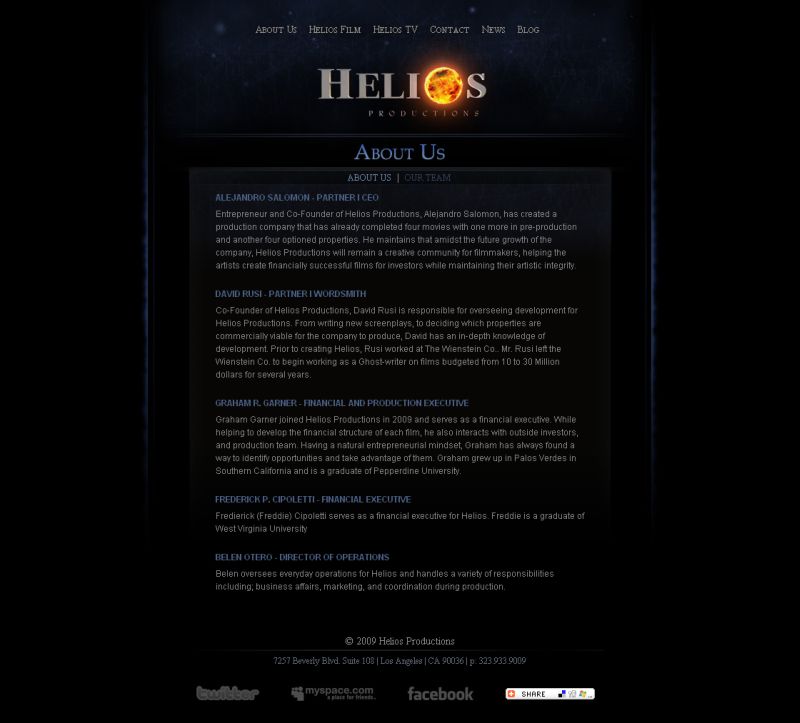 About Us Helios Film Helios TV Contact News Blog
Helios
PRODUCTIONS
About Us
ABOUT US | OUR TEAM
ALEJANDRO SALOMON - PARTNER I CEO
Entrepreneur and Co-Founder of Helios Productions, Alejandro Salomon, has created a
production company that has already completed four movies with one more in pre-production
and another four optioned properties. He maintains that amidst the future growth of the
company, Helios Productions will remain a creative community for filmmakers, helping the
artists create financially successful films for investors while maintaining their artistic integrity.
DAVID RUSI - PARTNER I WORDSMITH
Co-Founder of Helios Productions, David Rusi is responsible for overseeing development for
Helios Productions. From writing new screenplays, to deciding which properties are
commercially viable for the company to produce, David has an in-depth knowledge of
development. Prior to creating Helios, Rusi worked at The Wienstein Co.. Mr. Rusi left the
Wienstein Co. to begin working as a Ghost-writer on films budgeted from 10 to 30 Million
dollars for several years.
GRAHAM R. GARNER - FINANCIAL AND PRODUCTION EXECUTIVE
Graham Garner joined Helios Productions in 2009 and serves as a financial executive. While
helping to develop the financial structure of each film, he also interacts with outside investors,
and production team. Having a natural entrepreneurial mindset, Graham has always found a
way to identify opportunities and take advantage of them. Graham grew up in Palos Verdes in
Southern California and is a graduate of Pepperdine University.
FREDERICK P. CIPOLETTI - FINANCIAL EXECUTIVE
Fredierick (Freddie) Cipoletti serves as a financial executive for Helios. Freddie is a graduate of
West Virginia University
BELEN OTERO - DIRECTOR OF OPERATIONS
Belen oversees everyday operations for Helios and handles a variety of responsibilities
including; business affairs, marketing, and coordination during production.
© 2009 Helios Productions
7257 Beverly Blvd. Suite 108 | Los Angeles | CA 90036 | p. 323.933.9009
twitter myspace.com facebook SHARE
a place for friends